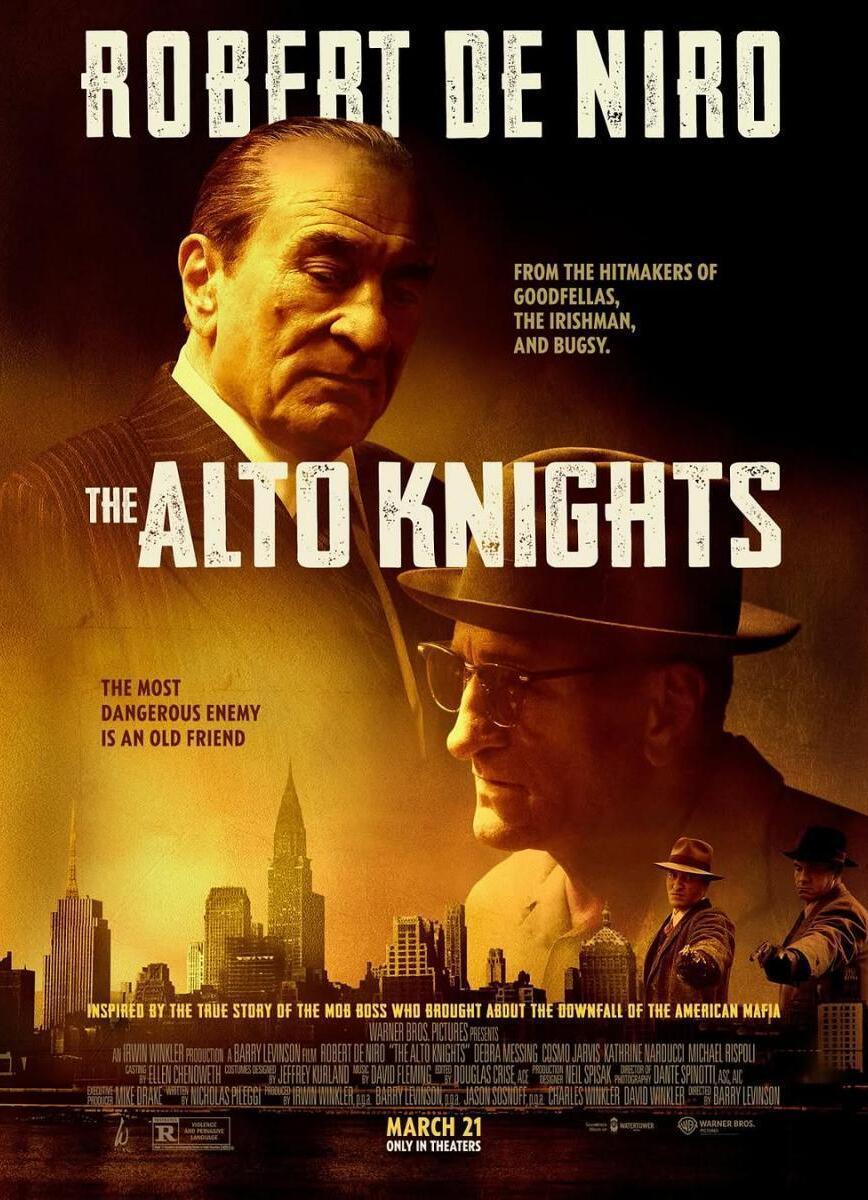 ROBERT DE NIRO
FROM THE HITMAKERS OF
GOODFELLAS,
THE IRISHMAN,
AND BUGSY.
THE ALTO KNIGHTS
THE MOST
DANGEROUS ENEMY
IS AN OLD FRIEND
INSPIRED BY THE TRUE STORY OF THE MOB BOSS WHO BROUGHT ABOUT THE DOWNFALL OF THE AMERICAN MAFIA
WARNER BROS. PICTURES PRESENTS
AN IRWIN WINKLER PRODUCTION A BARRY LEVINSON FILM ROBERT DE NIRO "THE ALTO KNIGHTS" DEBRA MESSING COSMO JARVIS KATHRINE NARDUCCI MICHAEL RISPOLI
CASTING BY ELLEN CHENOWETH COSTUMES DESIGNED BY JEFFREY KURLAND MUSIC BY DAVID FLEMING EDITED BY DOUGLAS CRISE, ACE PRODUCTION DESIGNER NEIL SPISAK DIRECTOR OF PHOTOGRAPHY DANTE SPINOTTI, ASC, AIC
EXECUTIVE PRODUCER MIKE DRAKE WRITTEN BY NICHOLAS PILEGGI PRODUCED BY IRWIN WINKLER, p.g.a. BARRY LEVINSON, p.g.a. JASON SOSNOFF, p.g.a. CHARLES WINKLER DAVID WINKLER DIRECTED BY BARRY LEVINSON
R VIOLENCE AND PERVASIVE LANGUAGE
MARCH 21
ONLY IN THEATERS
WATERTOWER
WARNER BROS.
PICTURES